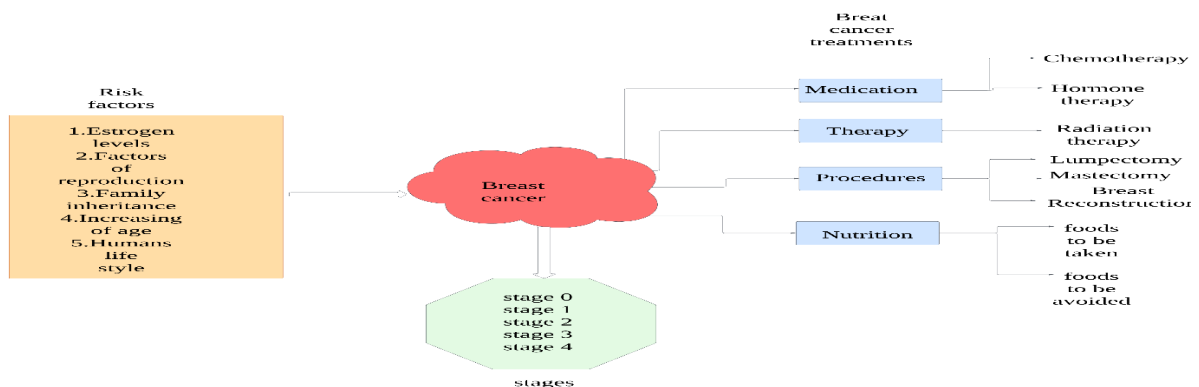 Risk
factors
1.Estrogen
levels
2.Factors
of
reproduction
3.Family
inheritance
4.Increasing
of age
5.Humans
life
style
Breast
cancer
stage 0
stage 1
stage 2
stage 3
stage 4
stages
Breat
cancer
treatments
Medication
Chemotherapy
Hormone
therapy
Therapy
Radiation
therapy
Procedures
Lumpectomy
Mastectomy
Breast
Reconstruction
Nutrition
foods
to be
taken
foods
to be
avoided